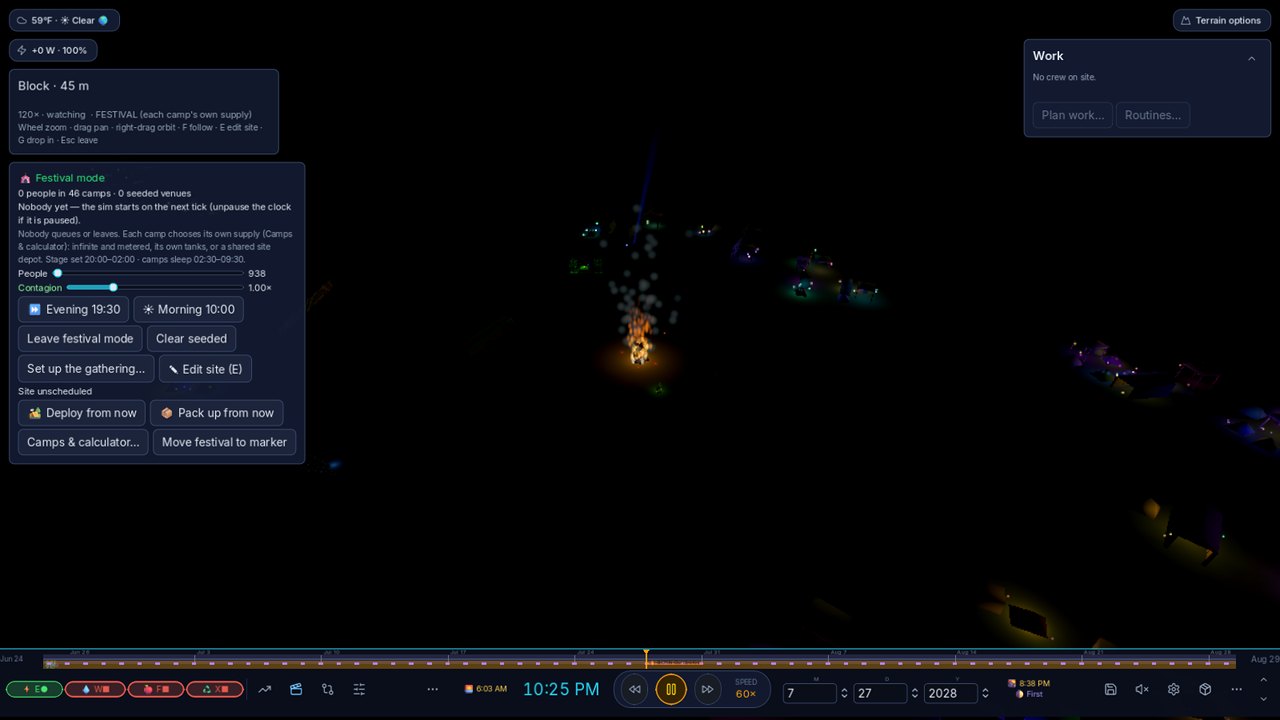 59°F · Clear
Terrain options
+0 W · 100%
Work
No crew on site.
Plan work...
Routines...
Block · 45 m
120× · watching · FESTIVAL (each camp's own supply)
Wheel zoom · drag pan · right-drag orbit · F follow · E edit site ·
G drop in · Esc leave
Festival mode
0 people in 46 camps · 0 seeded venues
Nobody yet — the sim starts on the next tick (unpause the clock
if it is paused).
Nobody queues or leaves. Each camp chooses its own supply (Camps
& calculator): infinite and metered, its own tanks, or a shared site
depot. Stage set 20:00–02:00 · camps sleep 02:30–09:30.
People 938
Contagion 1.00×
Evening 19:30
Morning 10:00
Leave festival mode
Clear seeded
Set up the gathering...
Edit site (E)
Site unscheduled
Deploy from now
Pack up from now
Camps & calculator...
Move festival to marker
Jun 24
Jun 26
Jul 3
Jul 10
Jul 17
Jul 24
Jul 31
Aug 7
Aug 14
Aug 21
Aug 28
Aug 29
E
W
F
X
6:03 AM
10:25 PM
SPEED
60×
M
7
D
27
Y
2028
8:38 PM
First